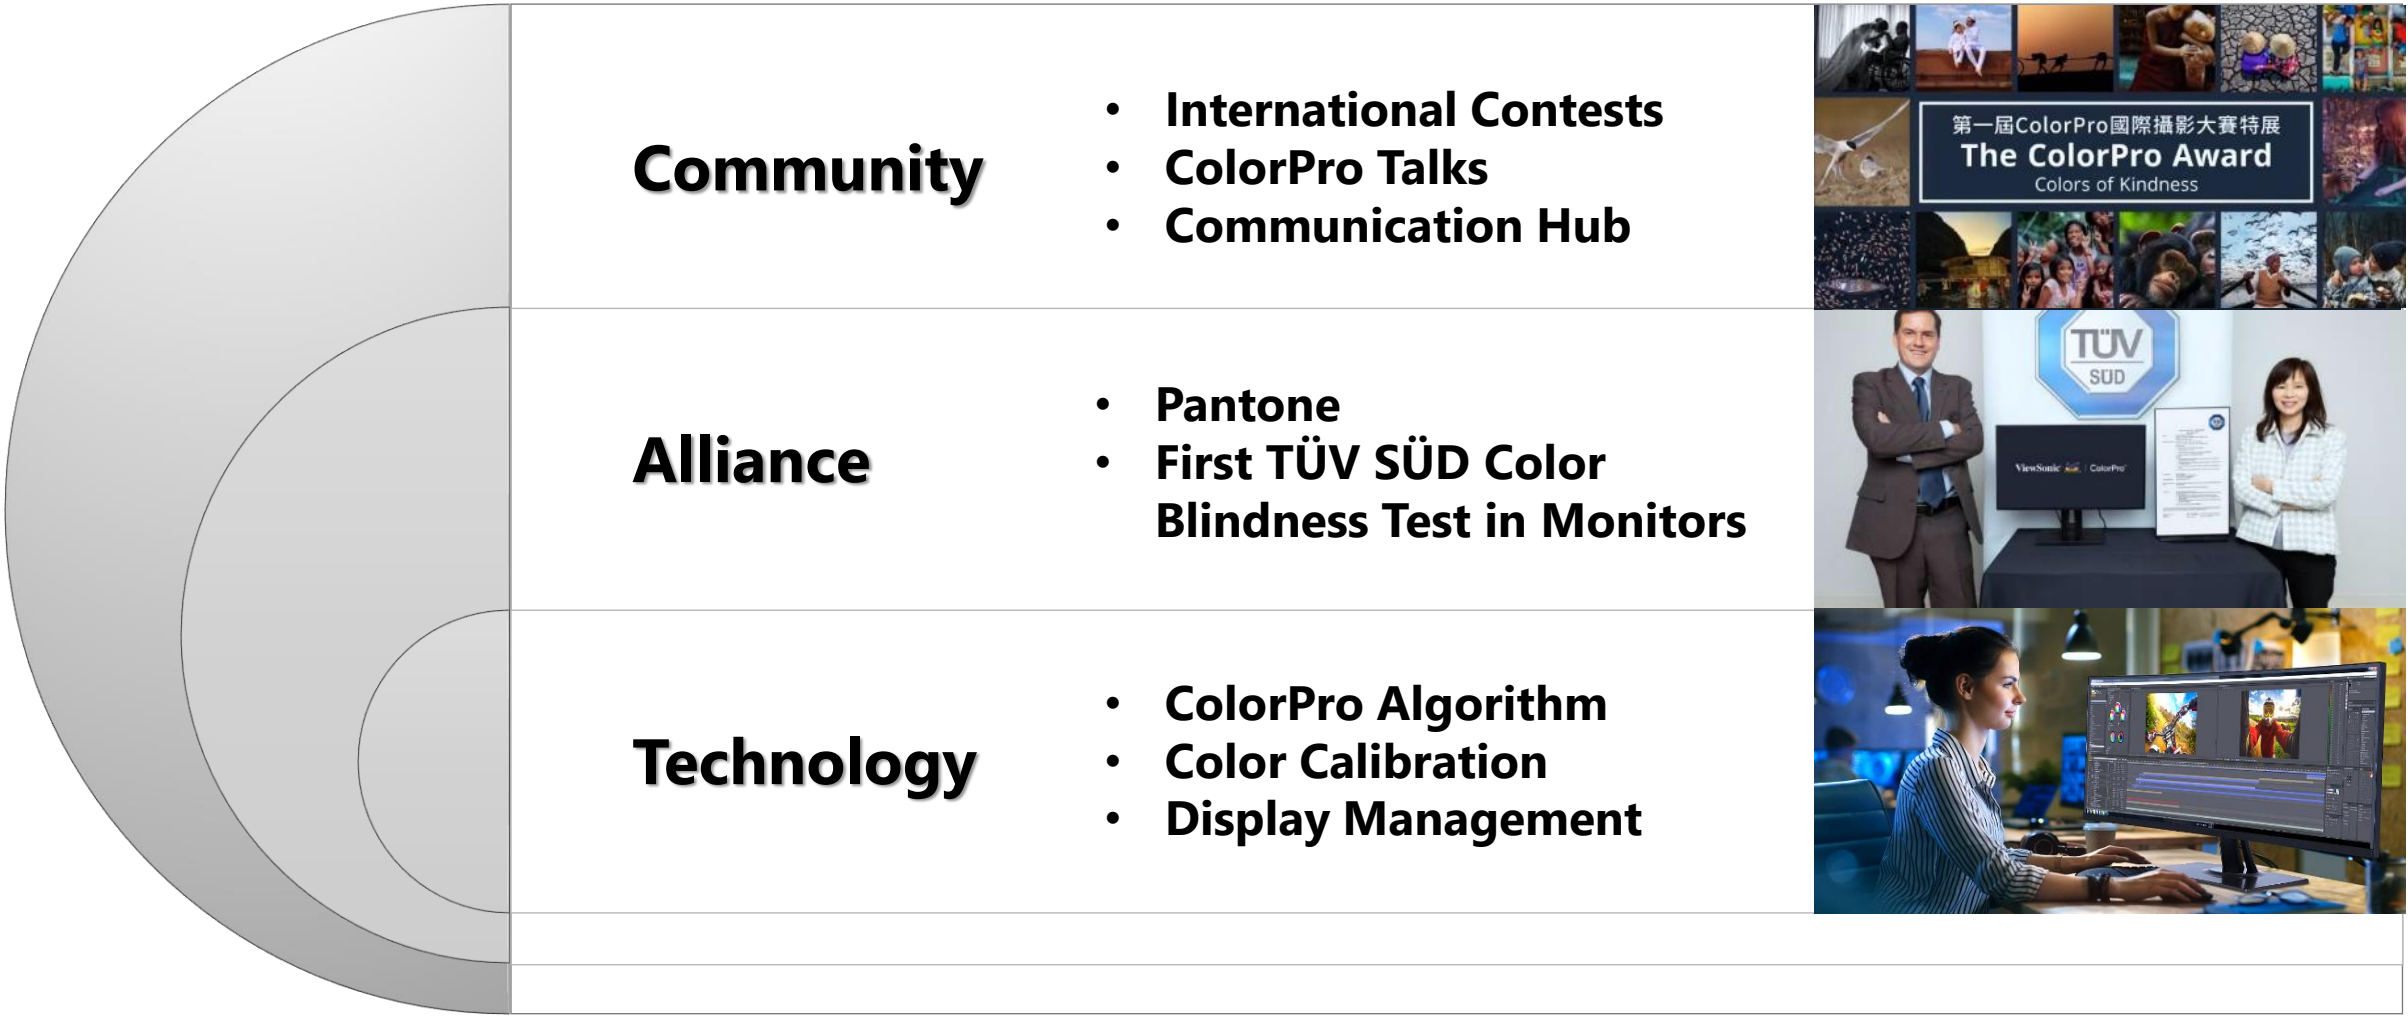 Community
• International Contests
• ColorPro Talks
• Communication Hub
第一屆ColorPro國際攝影大賽特展
The ColorPro Award
Colors of Kindness
Alliance
• Pantone
• First TÜV SÜD Color
Blindness Test in Monitors
TÜV
SÜD
ViewSonic | ColorPro
Technology
• ColorPro Algorithm
• Color Calibration
• Display Management